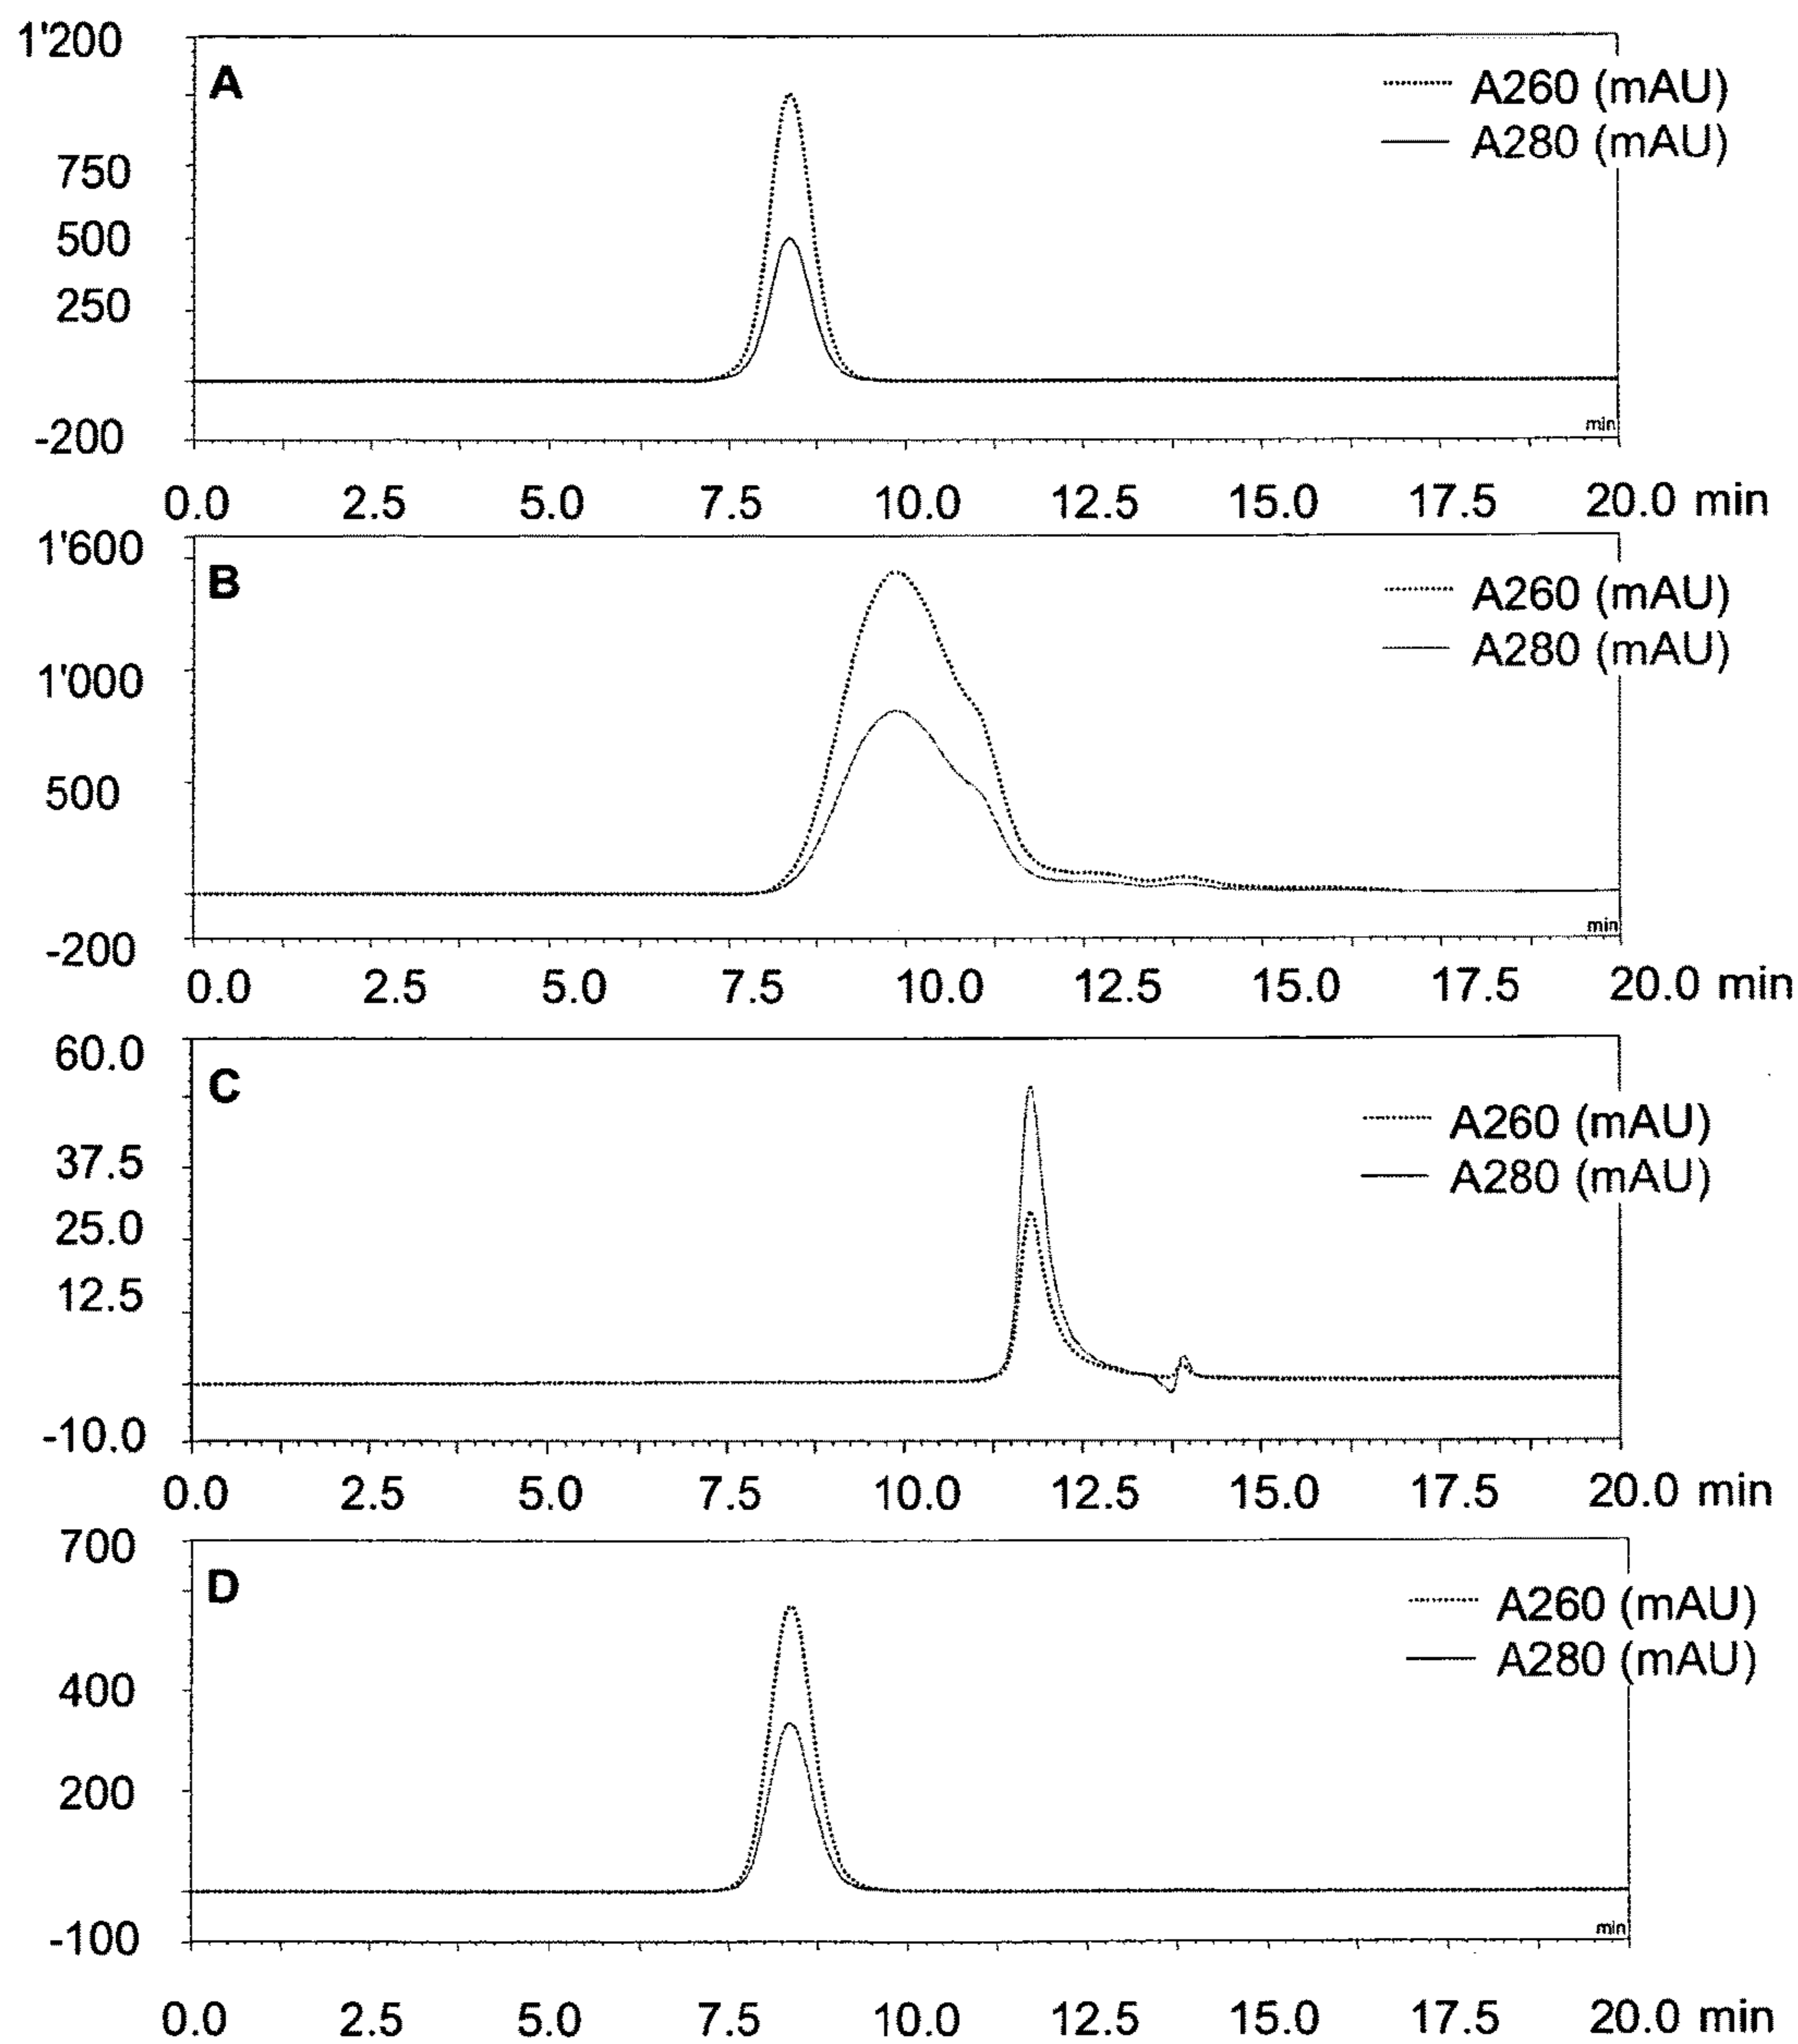 1'200
A
A260 (mAU)
A280 (mAU)
750
500
250
-200
min
0.0 2.5 5.0 7.5 10.0 12.5 15.0 17.5 20.0 min
1'600
B
A260 (mAU)
A280 (mAU)
1'000
500
-200
min
0.0 2.5 5.0 7.5 10.0 12.5 15.0 17.5 20.0 min
60.0
C
A260 (mAU)
A280 (mAU)
37.5
25.0
12.5
-10.0
0.0 2.5 5.0 7.5 10.0 12.5 15.0 17.5 20.0 min
700
D
A260 (mAU)
A280 (mAU)
400
200
-100
min
0.0 2.5 5.0 7.5 10.0 12.5 15.0 17.5 20.0 min